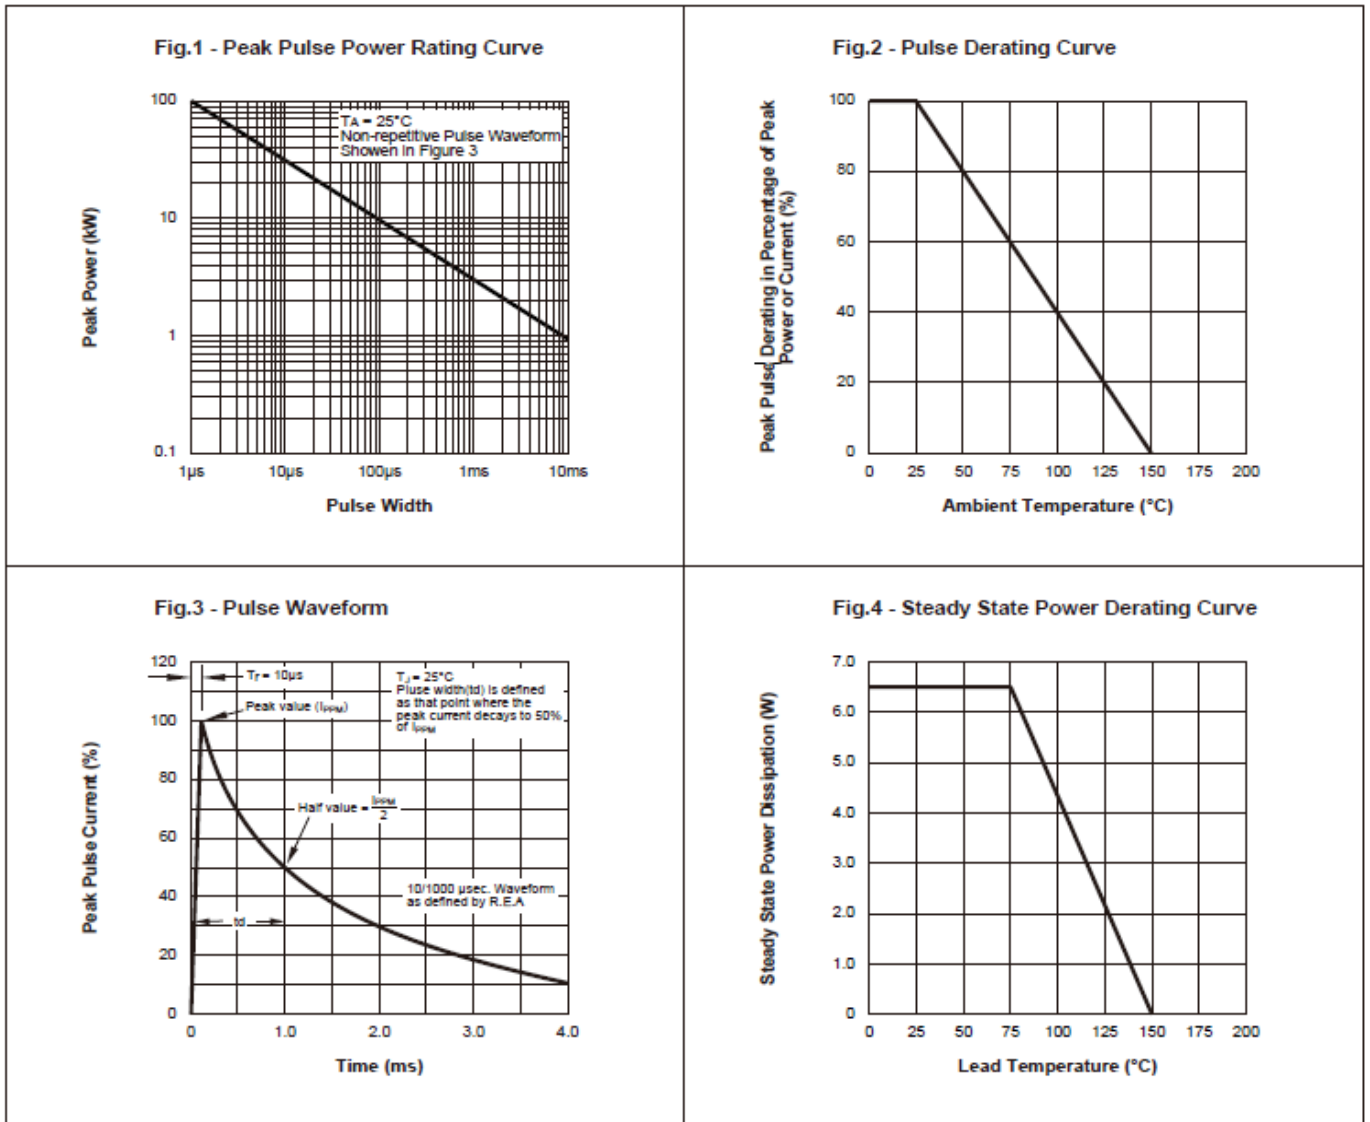 Fig.1 - Peak Pulse Power Rating Curve
100
10
1
0.1
Peak Power (kW)
TA = 25°C
Non-repetitive Pulse Waveform
Showen in Figure 3
1µs 10µs 100µs 1ms 10ms
Pulse Width
Fig.2 - Pulse Derating Curve
Peak Pulse Derating in Percentage of Peak
Power or Current (%)
100
80
60
40
20
0
0 25 50 75 100 125 150 175 200
Ambient Temperature (°C)
Fig.3 - Pulse Waveform
Peak Pulse Current (%)
120
100
80
60
40
20
0
Tr = 10µs
Peak value (IPPM)
TJ = 25°C
Pluse width(td) is defined
as that point where the
peak current decays to 50%
of IPPM
Half value = IPPM
2
10/1000 µsec. Waveform
as defined by R.E.A
td
0 1.0 2.0 3.0 4.0
Time (ms)
Fig.4 - Steady State Power Derating Curve
Steady State Power Dissipation (W)
7.0
6.0
5.0
4.0
3.0
2.0
1.0
0
0 25 50 75 100 125 150 175 200
Lead Temperature (°C)